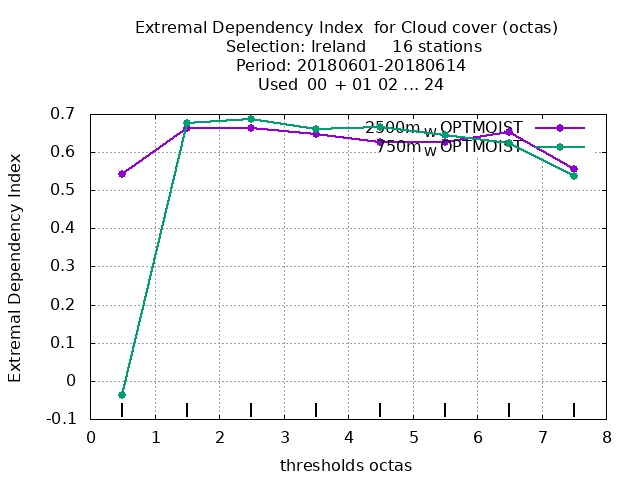 Extremal Dependency Index for Cloud cover (octas)
Selection: Ireland 16 stations
Period: 20180601-20180614
Used 00 + 01 02 ... 24
Extremal Dependency Index
0.7
0.6
0.5
0.4
0.3
0.2
0.1
0
-0.1
2500m_W OPTMOIST
750m_W OPTMOIST
0 1 2 3 4 5 6 7 8
thresholds octas